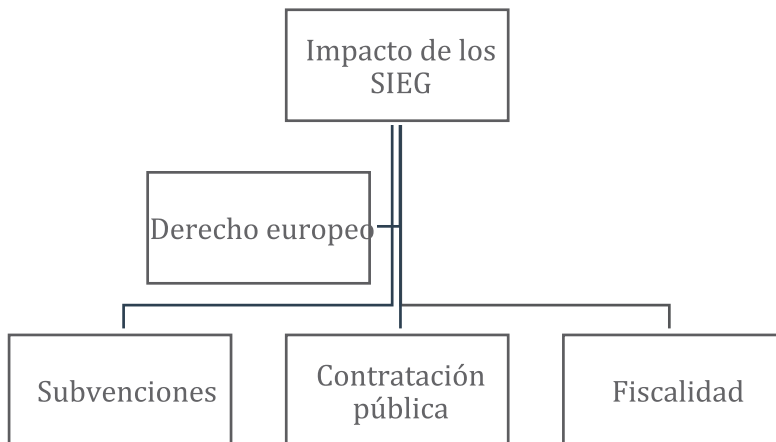 Impacto de los
SIEG
Derecho europeo
Subvenciones
Contratación
pública
Fiscalidad